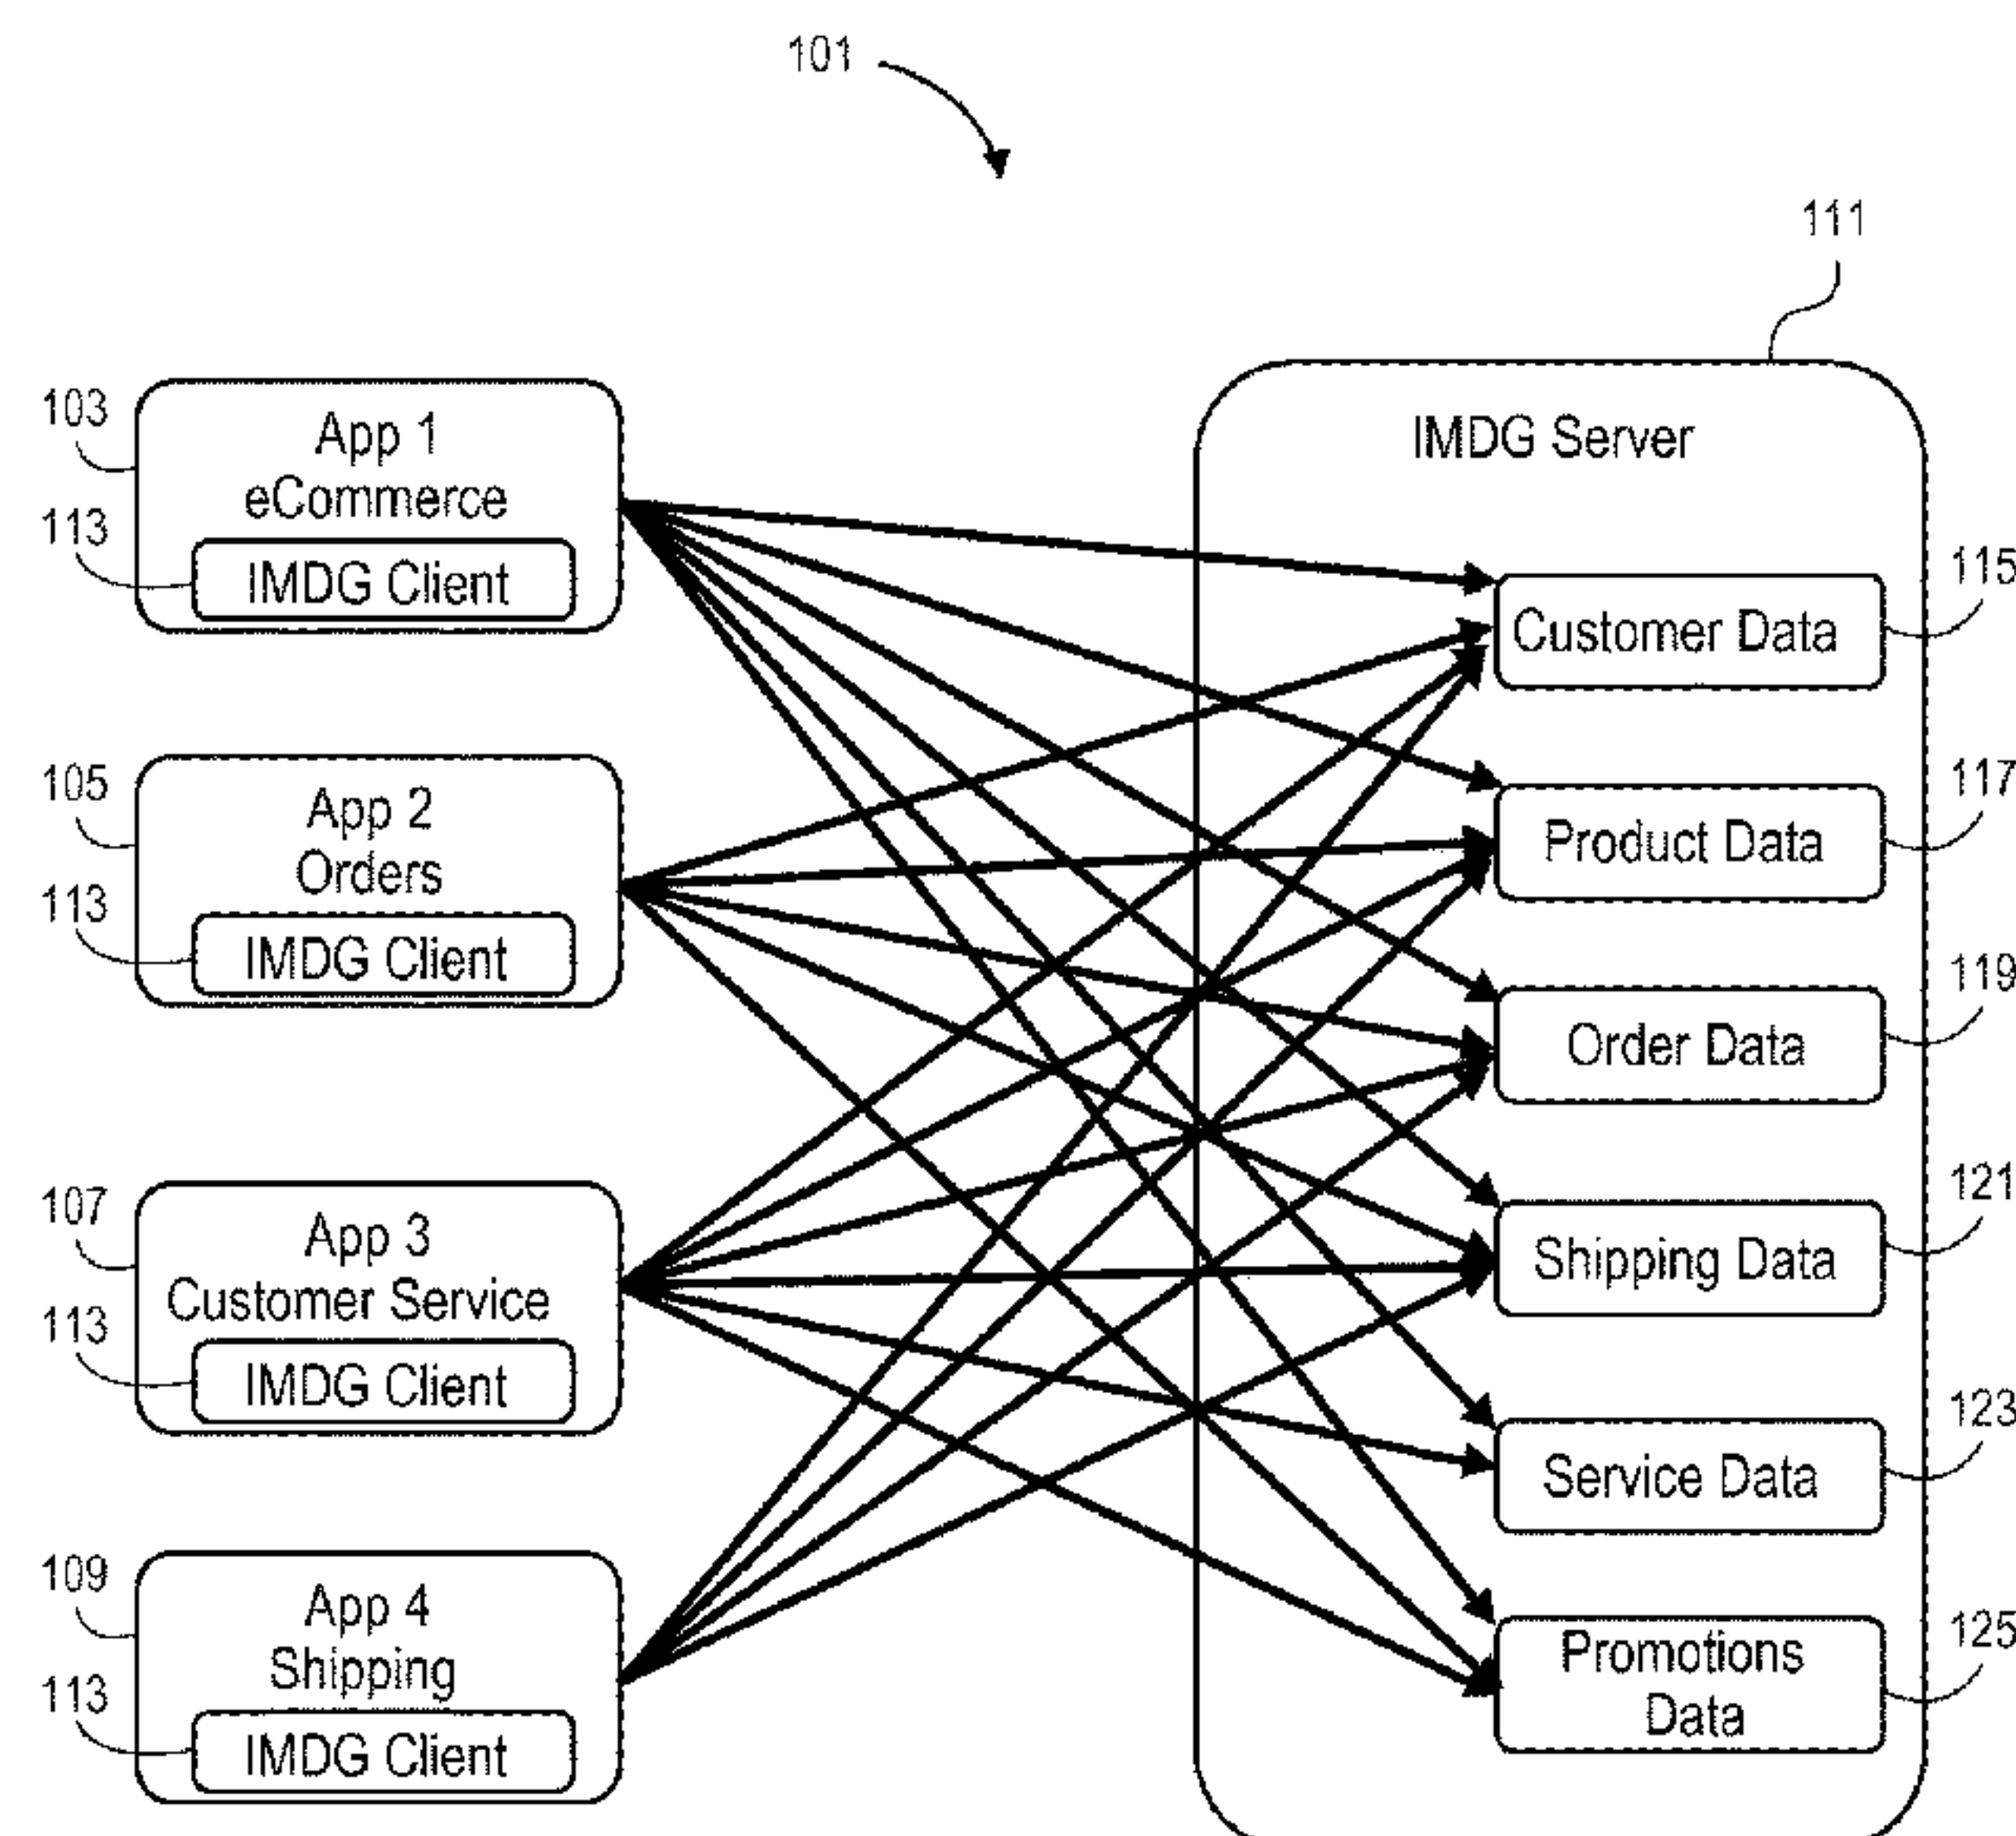 101
111
103
App 1
eCommerce
113
IMDG Client
105
App 2
Orders
113
IMDG Client
107
App 3
Customer Service
113
IMDG Client
109
App 4
Shipping
113
IMDG Client
IMDG Server
115
Customer Data
117
Product Data
119
Order Data
121
Shipping Data
123
Service Data
125
Promotions
Data